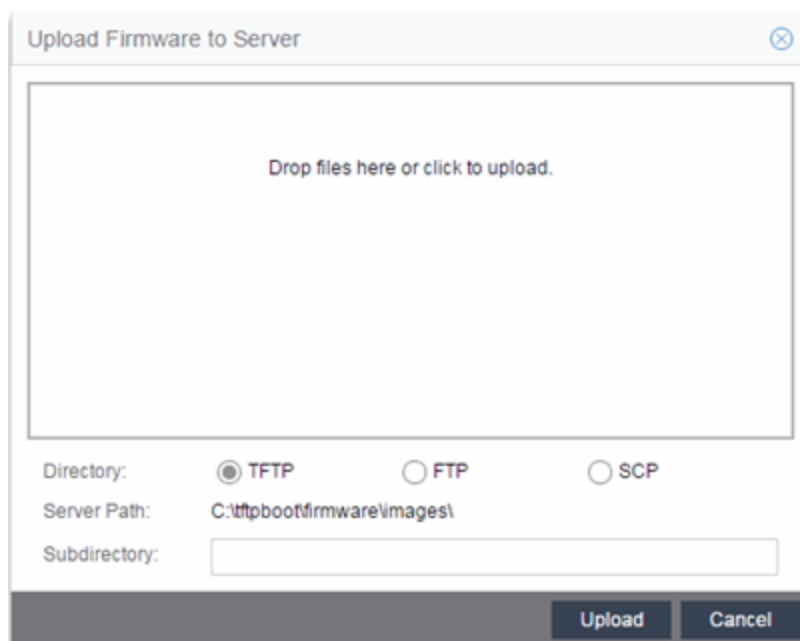 Upload Firmware to Server
Drop files here or click to upload.
Directory: TFTP FTP SCP
Server Path: C:\tftpboot\firmware\images\
Subdirectory:
Upload Cancel